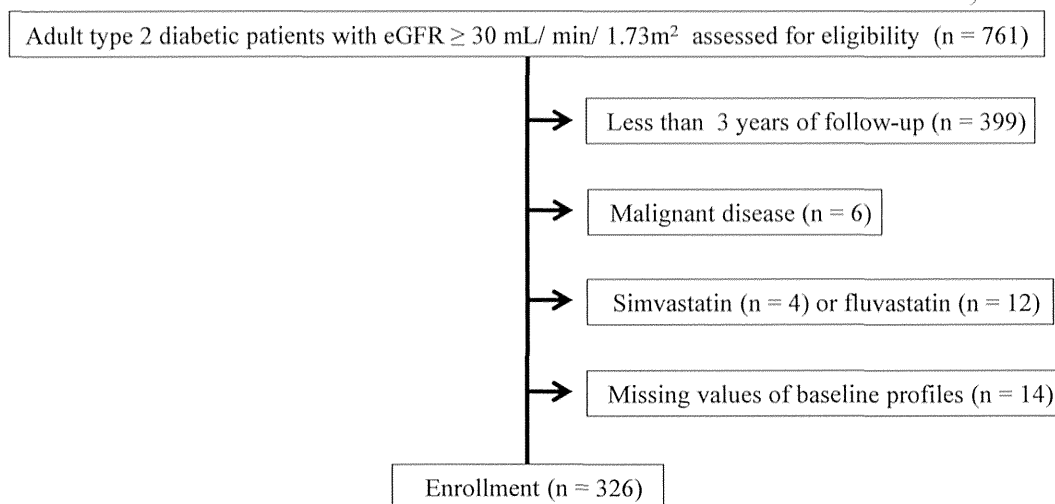 Adult type 2 diabetic patients with eGFR ≥ 30 mL/ min/ 1.73m² assessed for eligibility (n = 761)
Less than 3 years of follow-up (n = 399)
Malignant disease (n = 6)
Simvastatin (n = 4) or fluvastatin (n = 12)
Missing values of baseline profiles (n = 14)
Enrollment (n = 326)